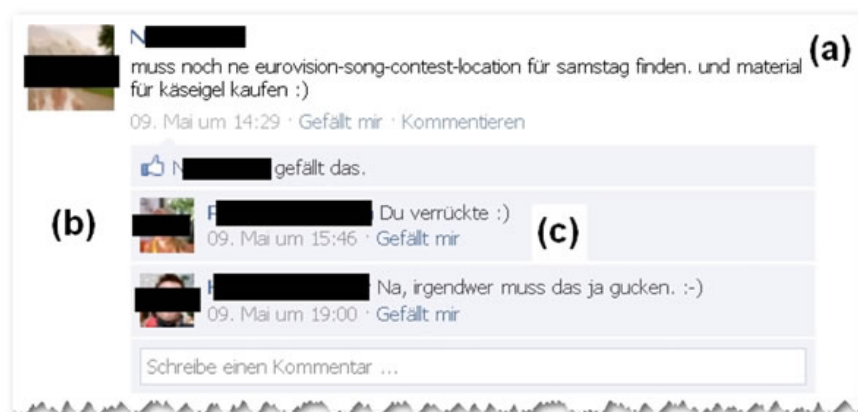 N
(a)
muss noch ne eurovision-song-contest-location für samstag finden. und material
für käseigel kaufen :)
09. Mai um 14:29 · Gefällt mir · Kommentieren
N gefällt das.
(b)
Du verrückte :)
(c)
09. Mai um 15:46 · Gefällt mir
Na, irgendwer muss das ja gucken. :-)
09. Mai um 19:00 · Gefällt mir
Schreibe einen Kommentar ...